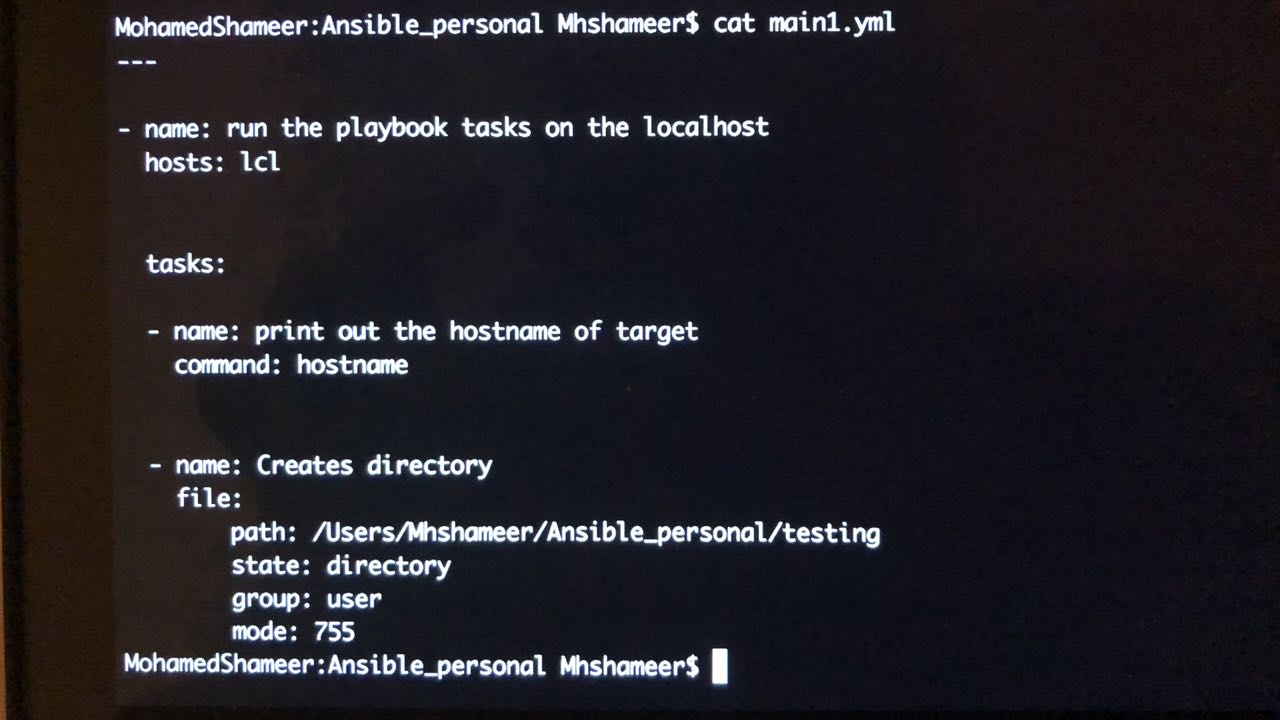 MohamedShameer:Ansible_personal Mhshameer$ cat main1.yml
---
- name: run the playbook tasks on the localhost
  hosts: lcl
  tasks:
  - name: print out the hostname of target
    command: hostname
  - name: Creates directory
    file:
        path: /Users/Mhshameer/Ansible_personal/testing
        state: directory
        group: user
        mode: 755
MohamedShameer:Ansible_personal Mhshameer$